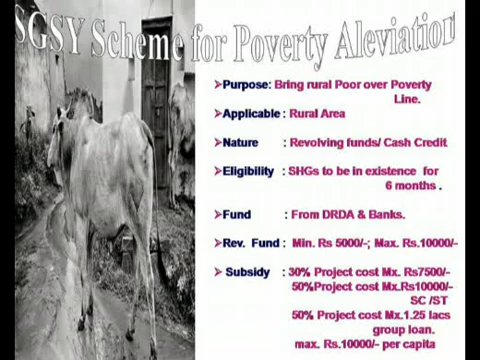 SGSY Scheme for Poverty Aleviation
➢Purpose: Bring rural Poor over Poverty
Line.
➢Applicable : Rural Area
➢Nature : Revolving funds/ Cash Credit
➢Eligibility : SHGs to be in existence for
6 months .
➢Fund : From DRDA & Banks.
➢Rev. Fund : Min. Rs 5000/-; Max. Rs.10000/-
➢Subsidy : 30% Project cost Mx. Rs7500/-
50%Project cost Mx.Rs10000/-
SC /ST
50% Project cost Mx.1.25 lacs
group loan.
max. Rs.10000/- per capita